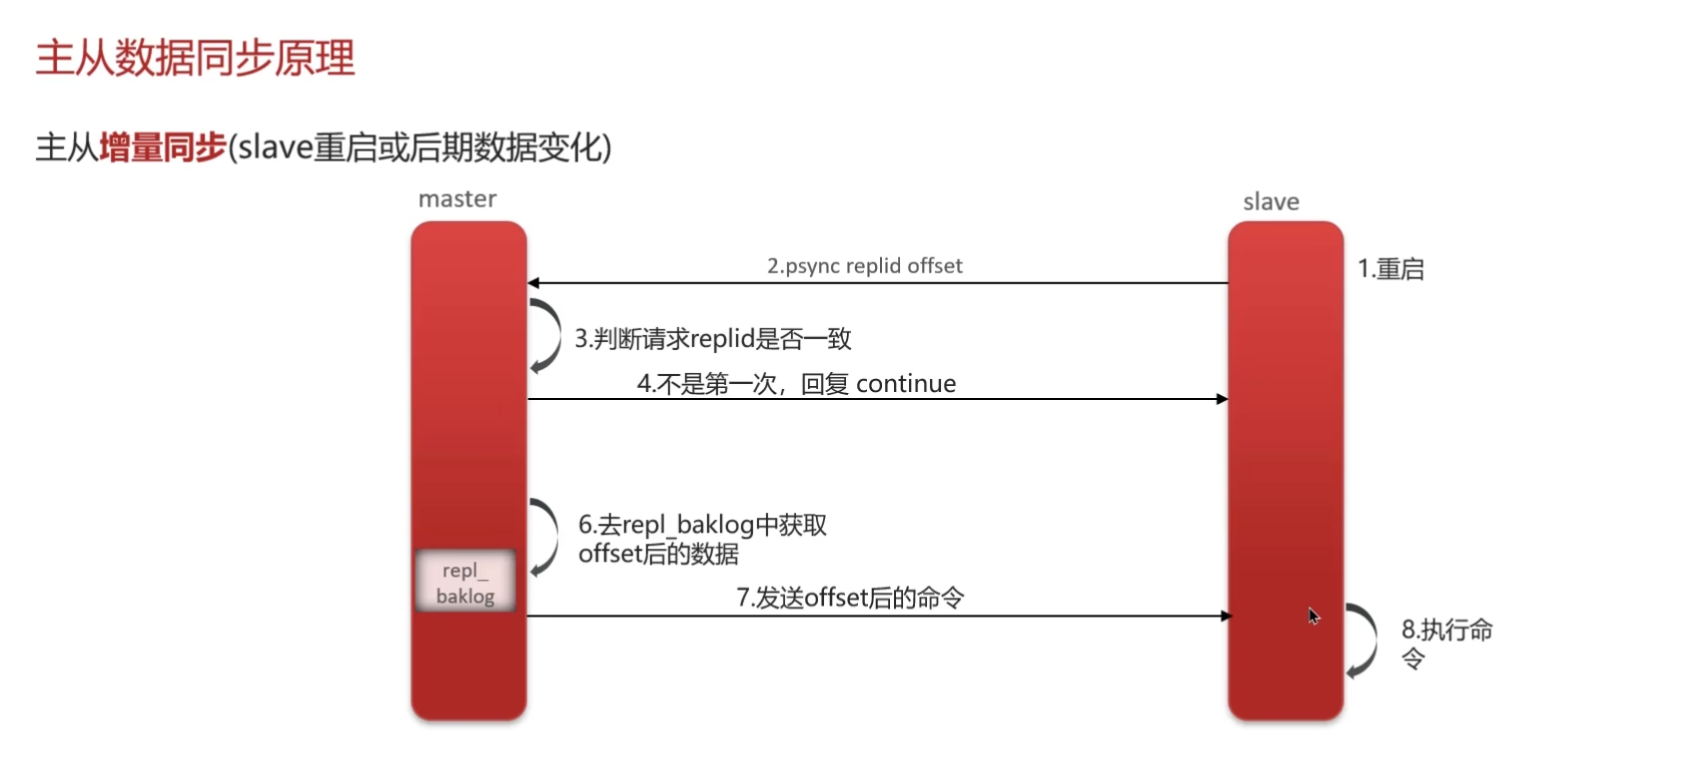 主从数据同步原理
主从增量同步(slave重启或后期数据变化)
master
slave
2.psync replid offset
1.重启
3.判断请求replid是否一致
4.不是第一次，回复 continue
6.去repl_baklog中获取
offset后的数据
repl_
baklog
7.发送offset后的命令
8.执行命
令